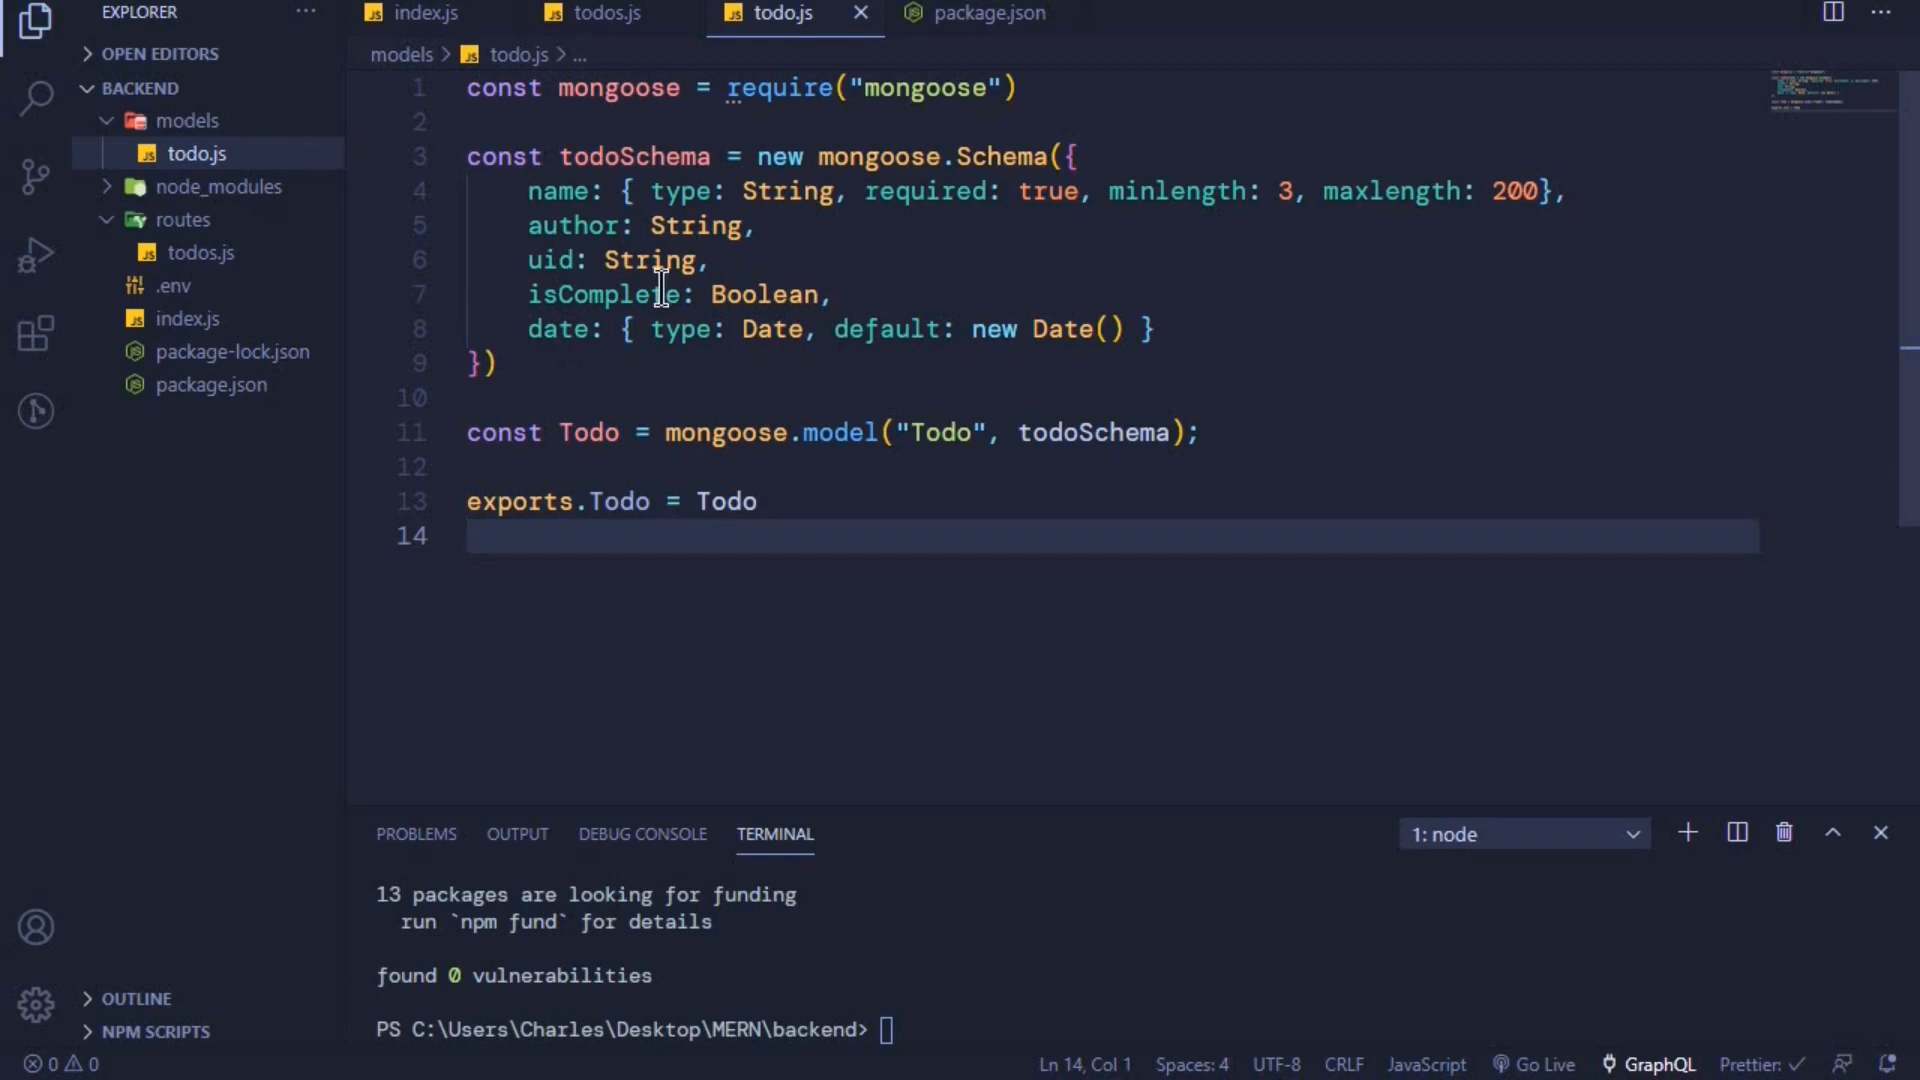 EXPLORER
index.js
todos.js
todo.js
package.json
OPEN EDITORS
BACKEND
models
todo.js
node_modules
routes
todos.js
.env
index.js
package-lock.json
package.json
OUTLINE
NPM SCRIPTS
models > todo.js > ...
1 const mongoose = require("mongoose")
2
3 const todoSchema = new mongoose.Schema({
4 name: { type: String, required: true, minlength: 3, maxlength: 200},
5 author: String,
6 uid: String,
7 isComplete: Boolean,
8 date: { type: Date, default: new Date() }
9 })
10
11 const Todo = mongoose.model("Todo", todoSchema);
12
13 exports.Todo = Todo
14
PROBLEMS OUTPUT DEBUG CONSOLE TERMINAL
1: node
13 packages are looking for funding
run `npm fund` for details
found 0 vulnerabilities
PS C:\Users\Charles\Desktop\MERN\backend>
0 0
Ln 14, Col 1 Spaces: 4 UTF-8 CRLF JavaScript Go Live GraphQL Prettier: ✓